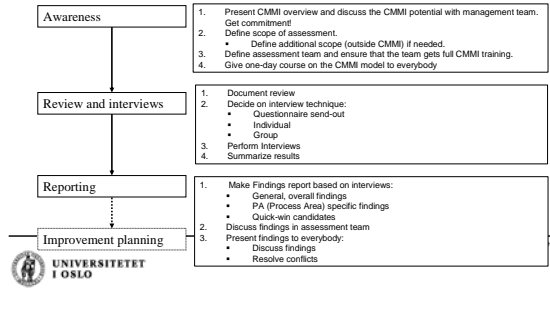 Awareness
1. Present CMMI overview and discuss the CMMI potential with management team.
Get commitment!
2. Define scope of assessment.
▪ Define additional scope (outside CMMI) if needed.
3. Define assessment team and ensure that the team gets full CMMI training.
4. Give one-day course on the CMMI model to everybody
Review and interviews
1. Document review
2. Decide on interview technique:
▪ Questionnaire send-out
▪ Individual
▪ Group
3. Perform Interviews
4. Summarize results
Reporting
1. Make Findings report based on interviews:
▪ General, overall findings
▪ PA (Process Area) specific findings
▪ Quick-win candidates
2. Discuss findings in assessment team
3. Present findings to everybody:
▪ Discuss findings
▪ Resolve conflicts
Improvement planning
UNIVERSITETET
I OSLO